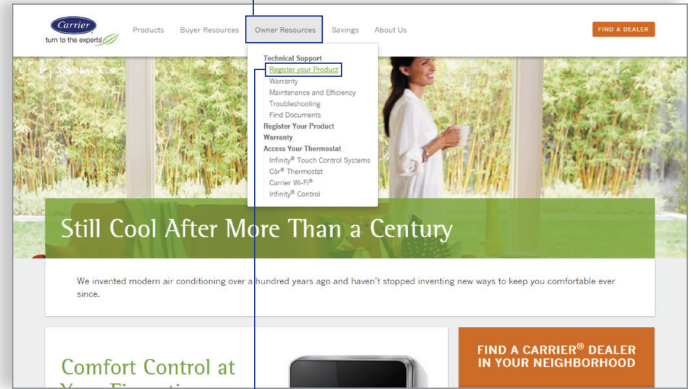 Carrier
turn to the experts
Products Buyer Resources Owner Resources Savings About Us
FIND A DEALER
Technical Support
Register your Product
Warranty
Maintenance and Efficiency
Troubleshooting
Find Documents
Register Your Product
Warranty
Access Your Thermostat
Infinity® Touch Control Systems
Côr® Thermostat
Carrier Wi-Fi®
Infinity® Control
Still Cool After More Than a Century
We invented modern air conditioning over a hundred years ago and haven't stopped inventing new ways to keep you comfortable ever
since.
Comfort Control at
FIND A CARRIER® DEALER
IN YOUR NEIGHBORHOOD